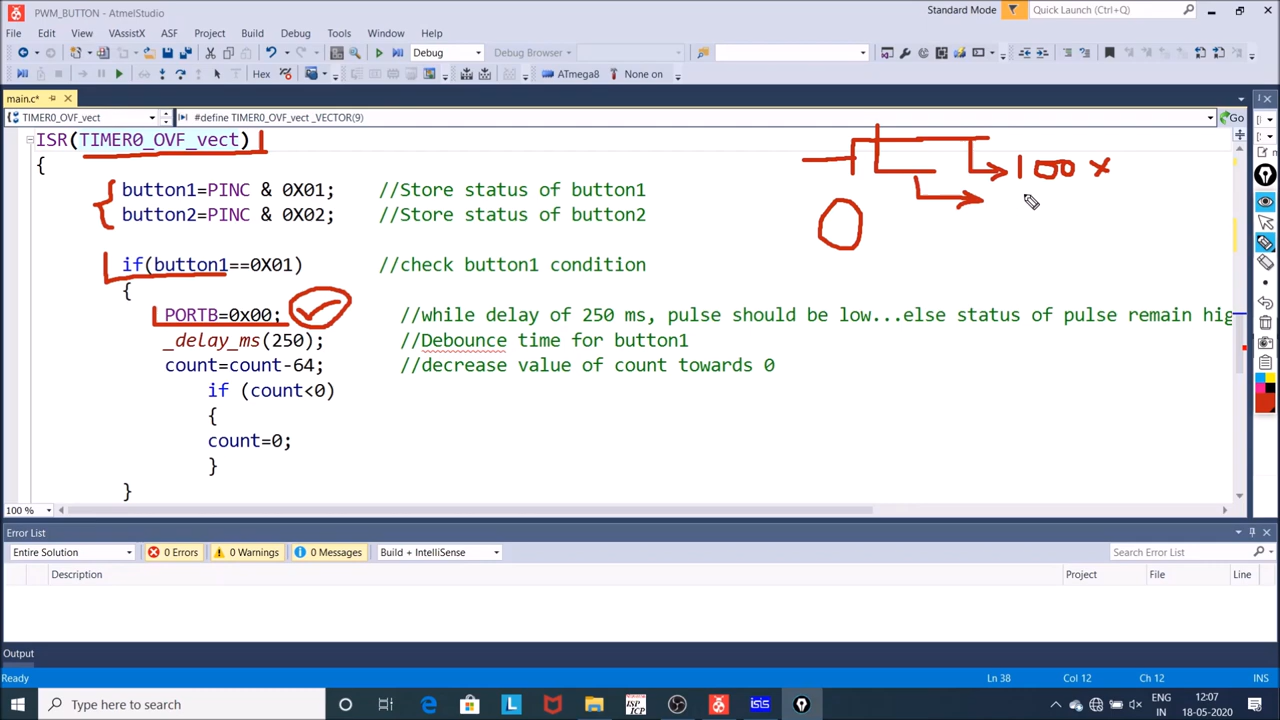 PWM_BUTTON - AtmelStudio
Standard Mode
Quick Launch (Ctrl+Q)
File Edit View VAssistX ASF Project Build Debug Tools Window Help
Debug
Debug Browser
Hex
ATmega8
None on
main.c*
TIMER0_OVF_vect
#define TIMER0_OVF_vect _VECTOR(9)
Go
ISR(TIMER0_OVF_vect)
{
100 x
button1=PINC & 0X01; //Store status of button1
button2=PINC & 0X02; //Store status of button2
if(button1==0X01) //check button1 condition
{
PORTB=0x00; //while delay of 250 ms, pulse should be low...else status of pulse remain hig
_delay_ms(250); //Debounce time for button1
count=count-64; //decrease value of count towards 0
if (count<0)
{
count=0;
}
}
100 %
Error List
Entire Solution
0 Errors
0 Warnings
0 Messages
Build + IntelliSense
Search Error List
Description Project File Line
Output
Ready Ln 38 Col 12 Ch 12 INS
Type here to search
L
ISP
ICP
isis
ENG
IN
12:07
18-05-2020